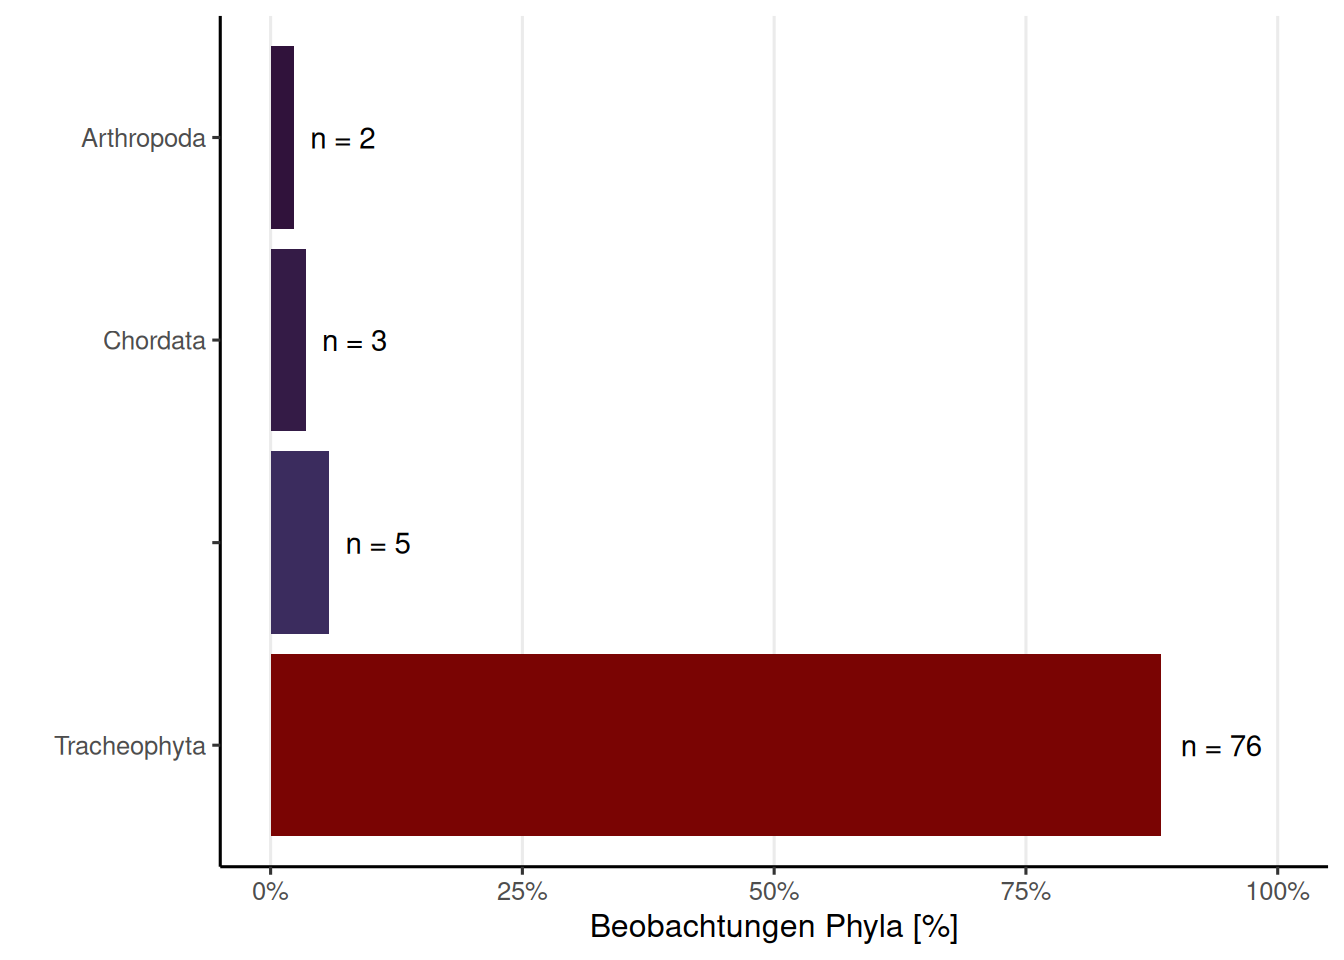 Arthropoda
n = 2
Chordata
n = 3
n = 5
Tracheophyta
n = 76
0%
25%
50%
75%
100%
Beobachtungen Phyla [%]